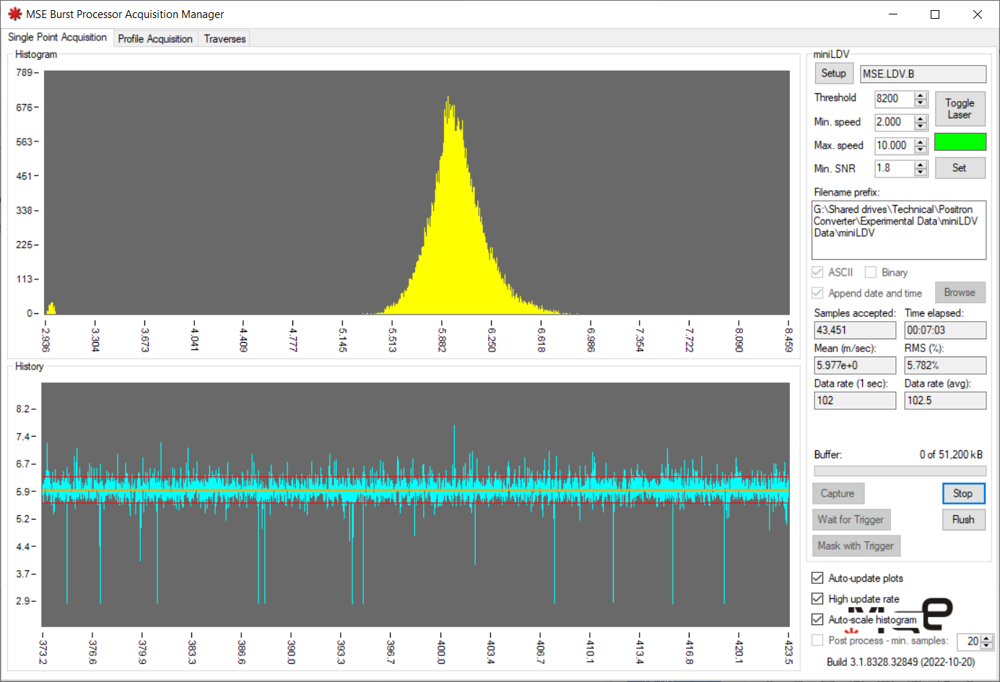 MSE Burst Processor Acquisition Manager
Single Point Acquisition
Profile Acquisition
Traverses
Histogram
789
676
563
451
338
225
113
0
2.936
3.304
3.673
4.041
4.409
4.777
5.145
5.513
5.882
6.250
6.618
6.986
7.354
7.722
8.090
8.459
History
8.2
7.4
6.7
5.9
5.2
4.4
3.7
2.9
373.2
376.6
379.9
383.3
386.6
390.0
393.3
396.7
400.0
403.4
406.7
410.1
413.4
416.8
420.1
423.5
miniLDV
Setup
MSE.LDV.B
Threshold
8200
Toggle
Laser
Min. speed
2.000
Max. speed
10.000
Min. SNR
1.8
Set
Filename prefix:
G:\Shared drives\Technical\Positron
Converter\Experimental Data\miniLDV
Data\miniLDV
ASCII
Binary
Append date and time
Browse
Samples accepted:
Time elapsed:
43,451
00:07:03
Mean (m/sec):
RMS (%):
5.977e+0
5.782%
Data rate (1 sec):
Data rate (avg):
102
102.5
Buffer:
0 of 51,200 kB
Capture
Stop
Wait for Trigger
Flush
Mask with Trigger
Auto-update plots
High update rate
Auto-scale histogram
mse
Post process - min. samples:
20
Build 3.1.8328.32849 (2022-10-20)